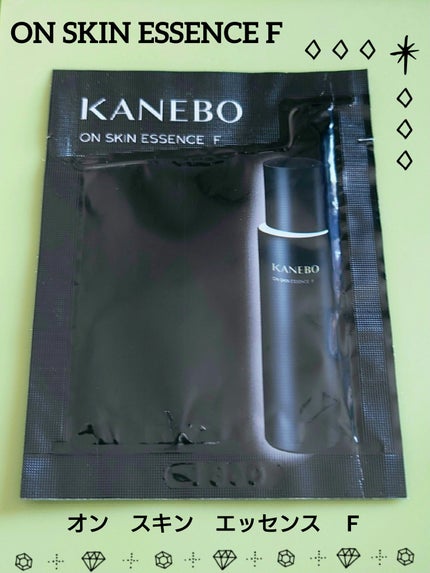 ON SKIN ESSENCE F
KANEBO
ON SKIN ESSENCE F
KANEBO
ON SKIN ESSENCE F
オン スキン エッセンス F